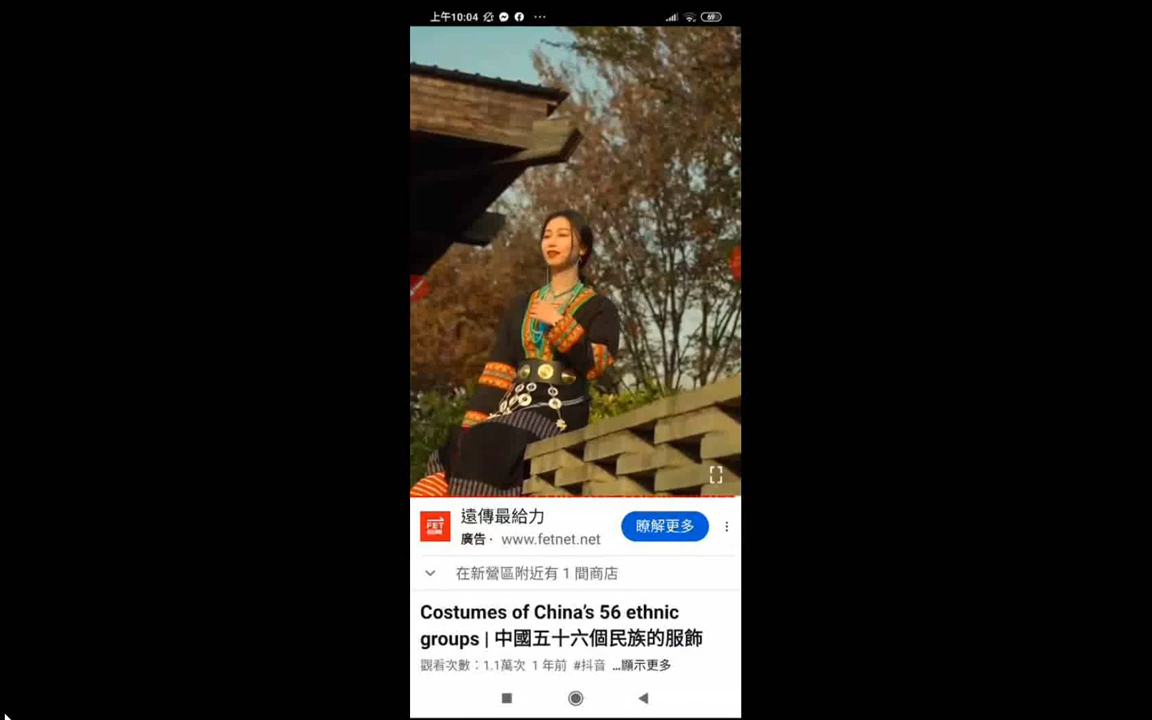 上午10:04
69
FET
遠傳最給力
廣告 · www.fetnet.net
瞭解更多
在新營區附近有 1 間商店
Costumes of China's 56 ethnic
groups | 中國五十六個民族的服飾
觀看次數：1.1萬次 1 年前 #抖音 ...顯示更多